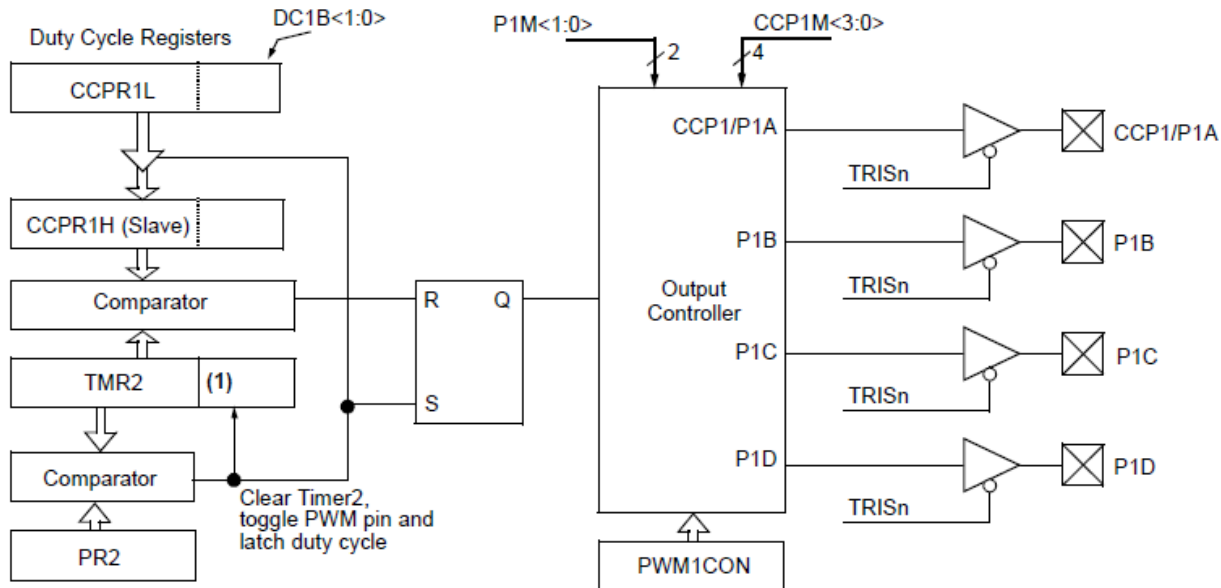 DC1B<1:0>
P1M<1:0>
CCP1M<3:0>
Duty Cycle Registers
2
4
CCPR1L
CCP1/P1A
CCP1/P1A
TRISn
CCPR1H (Slave)
P1B
P1B
TRISn
Comparator
R
Q
Output
Controller
P1C
P1C
TMR2
(1)
TRISn
S
P1D
P1D
Comparator
Clear Timer2,
toggle PWM pin and
latch duty cycle
TRISn
PR2
PWM1CON